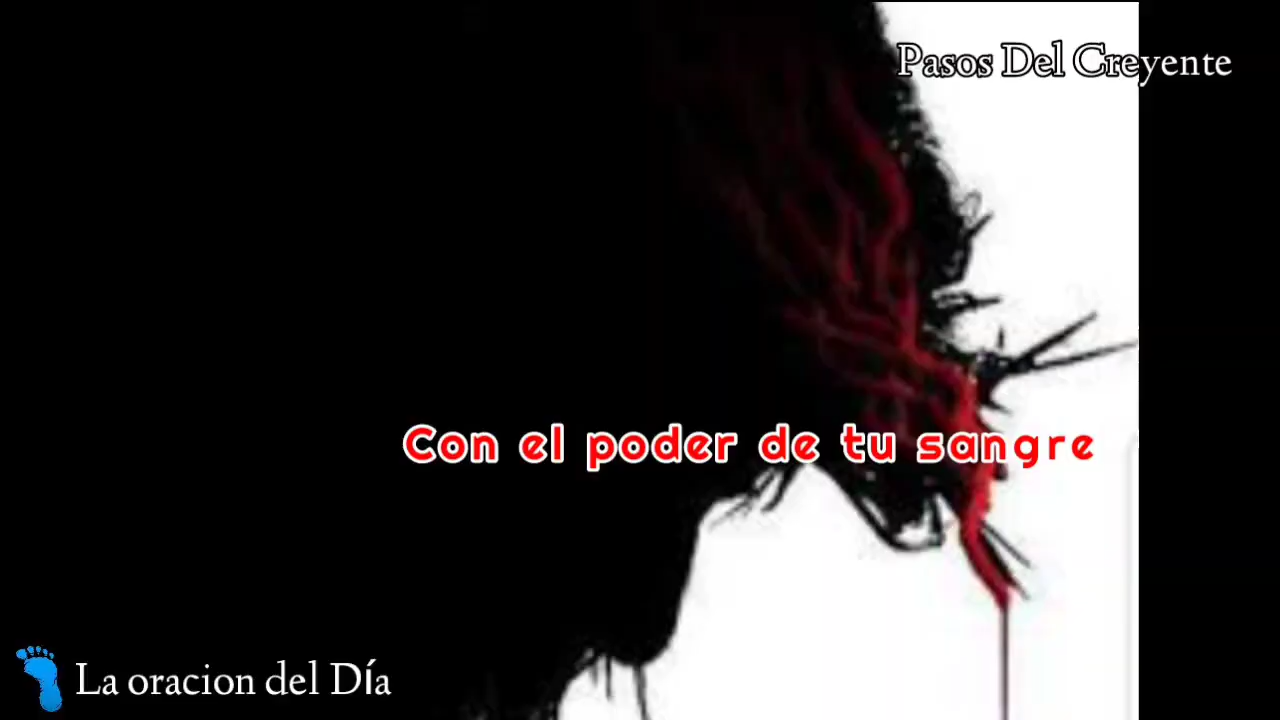 Pasos Del Creyente
Con el poder de tu sangre
La oracion del Día